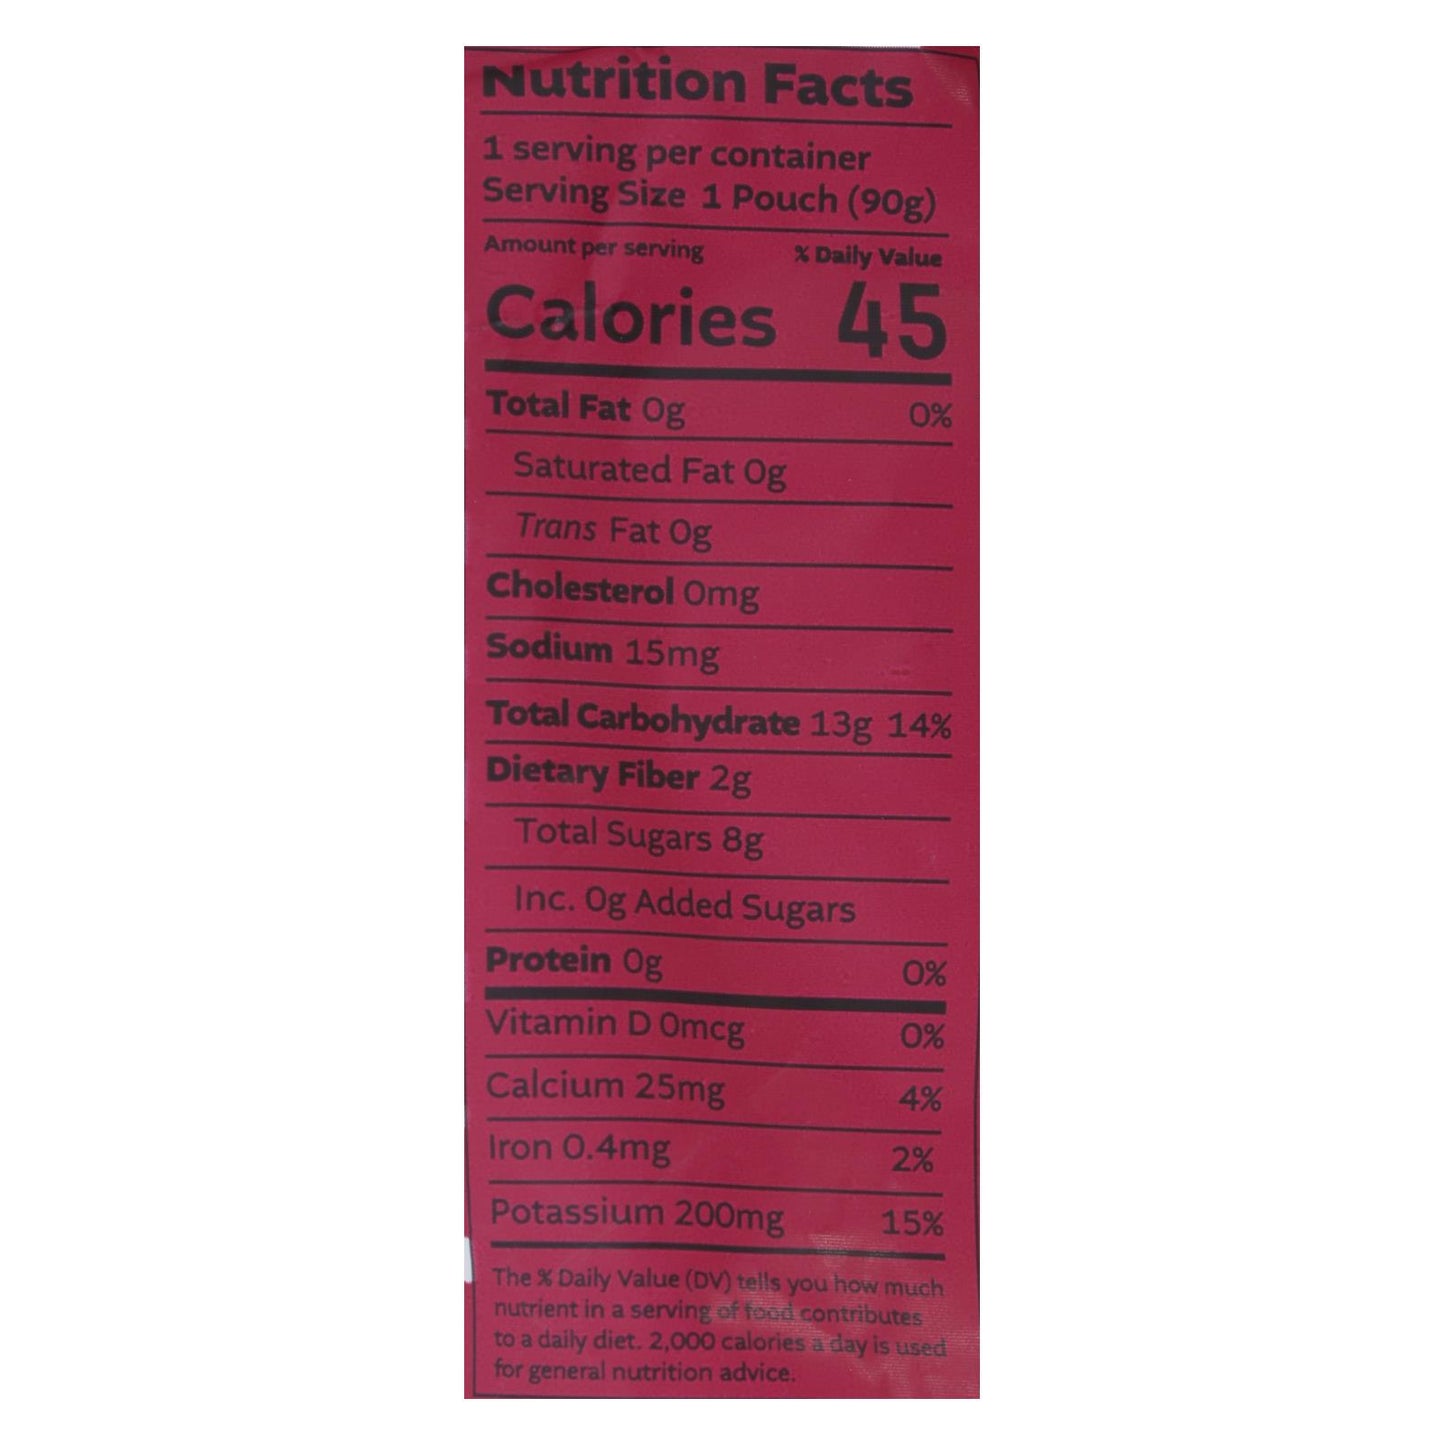 Nutrition Facts
1 serving per container
Serving Size 1 Pouch (90g)
Amount per serving % Daily Value
Calories 45
Total Fat 0g 0%
Saturated Fat 0g
Trans Fat 0g
Cholesterol 0mg
Sodium 15mg
Total Carbohydrate 13g 14%
Dietary Fiber 2g
Total Sugars 8g
Inc. 0g Added Sugars
Protein 0g 0%
Vitamin D 0mcg 0%
Calcium 25mg 4%
Iron 0.4mg 2%
Potassium 200mg 15%
The % Daily Value (DV) tells you how much
nutrient in a serving of food contributes
to a daily diet. 2,000 calories a day is used
for general nutrition advice.